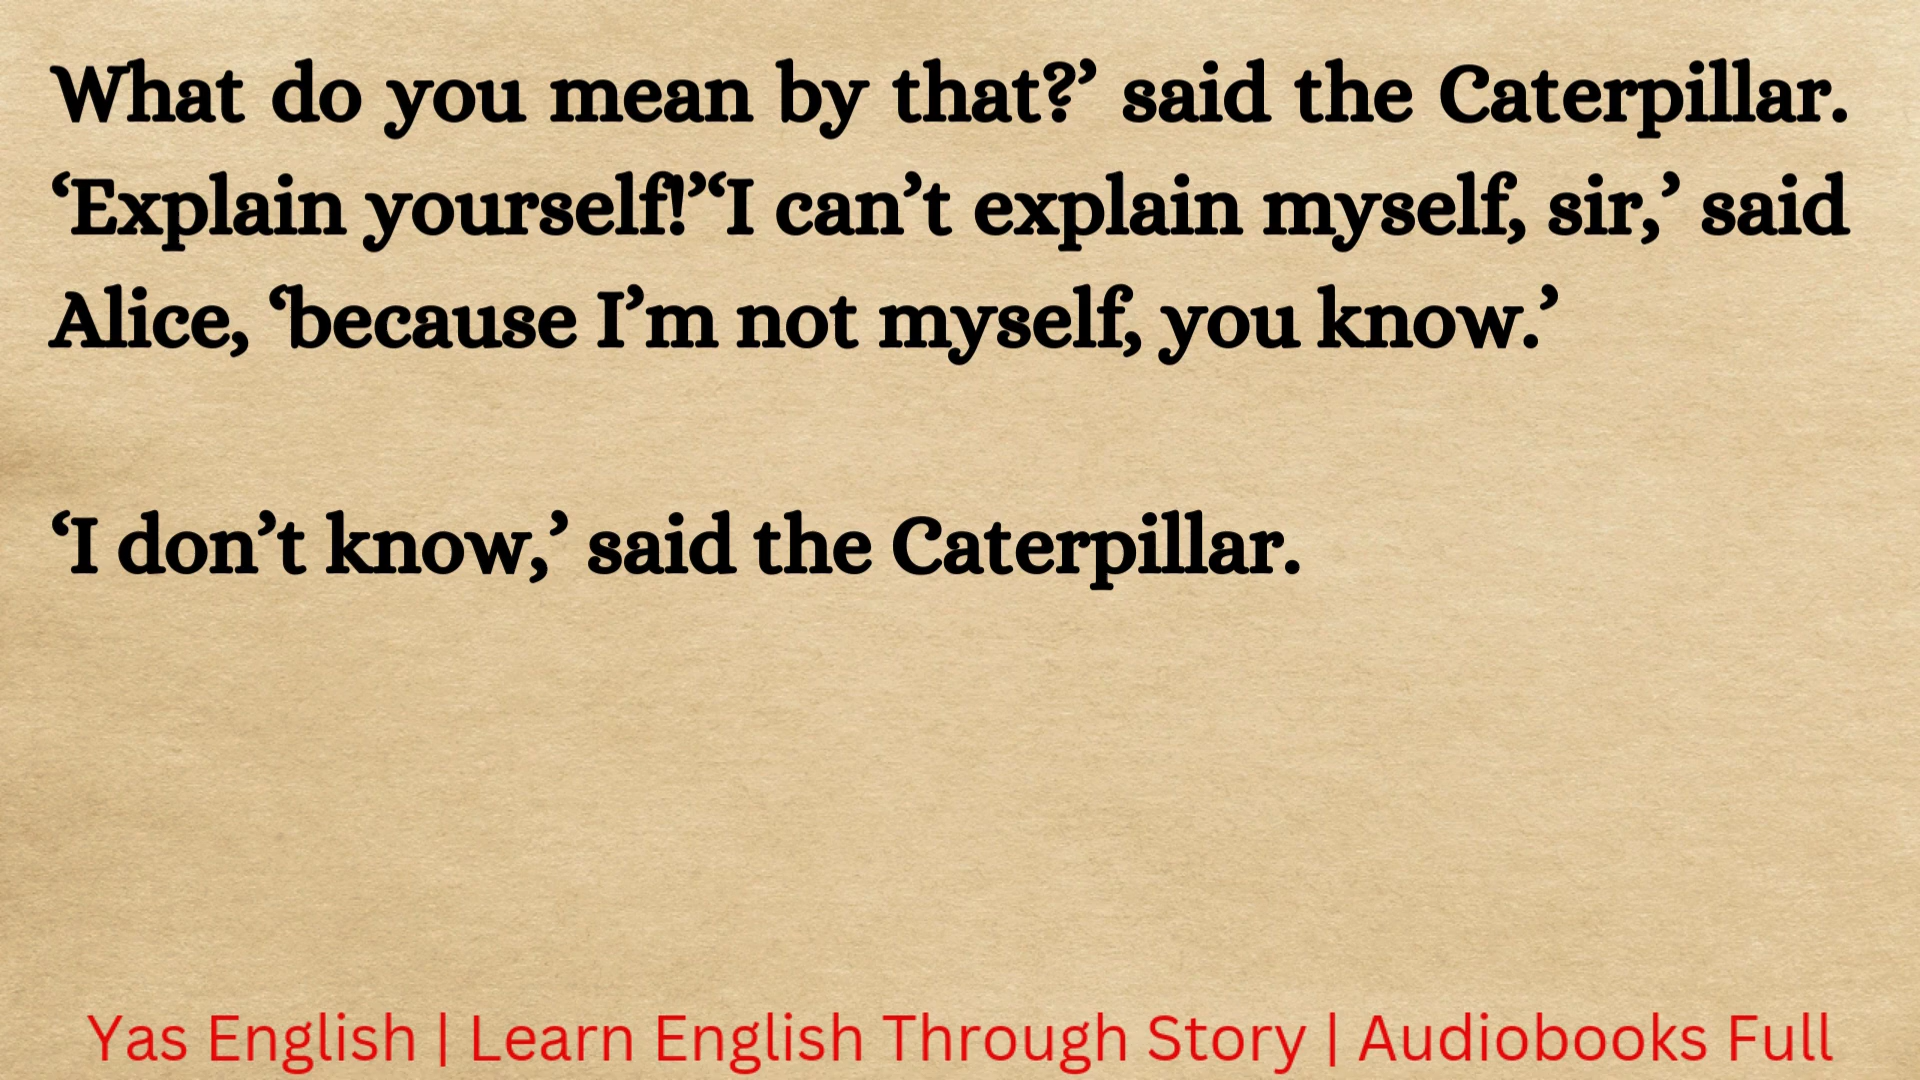 What do you mean by that?’ said the Caterpillar.
‘Explain yourself!’‘I can’t explain myself, sir,’ said
Alice, ‘because I’m not myself, you know.’
‘I don’t know,’ said the Caterpillar.
Yas English | Learn English Through Story | Audiobooks Full